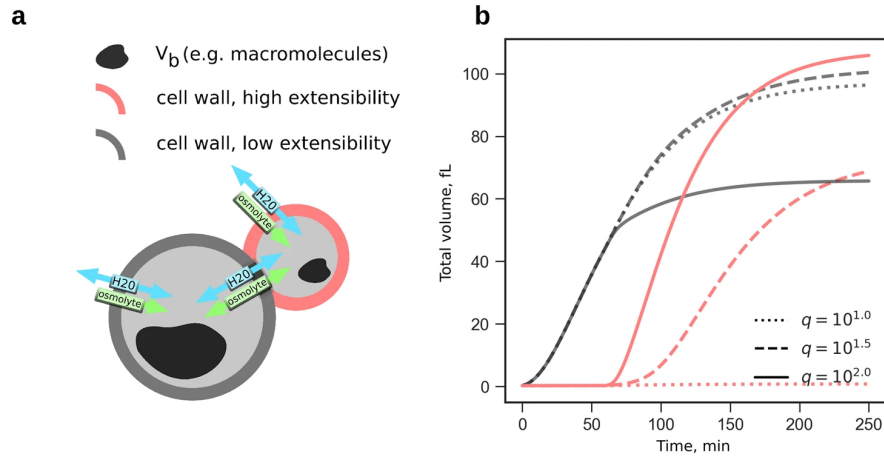 a
V_b (e.g. macromolecules)
cell wall, high extensibility
cell wall, low extensibility
H20
osmolyte
H20
osmolyte
H20
osmolyte
b
Total volume, fL
100
80
60
40
20
0
q = 10^1.0
q = 10^1.5
q = 10^2.0
0 50 100 150 200 250
Time, min